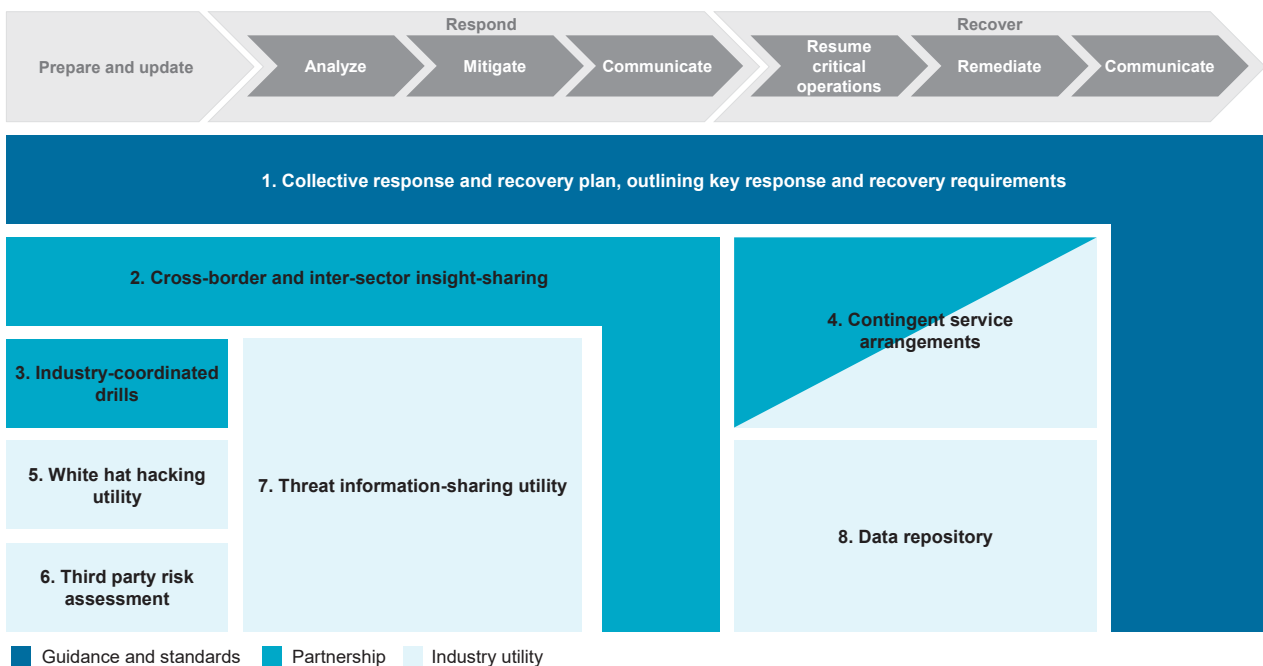 Respond
Recover
Prepare and update
Analyze
Mitigate
Communicate
Resume
critical
operations
Remediate
Communicate
1. Collective response and recovery plan, outlining key response and recovery requirements
2. Cross-border and inter-sector insight-sharing
4. Contingent service
arrangements
3. Industry-coordinated
drills
5. White hat hacking
utility
7. Threat information-sharing utility
8. Data repository
6. Third party risk
assessment
Guidance and standards
Partnership
Industry utility